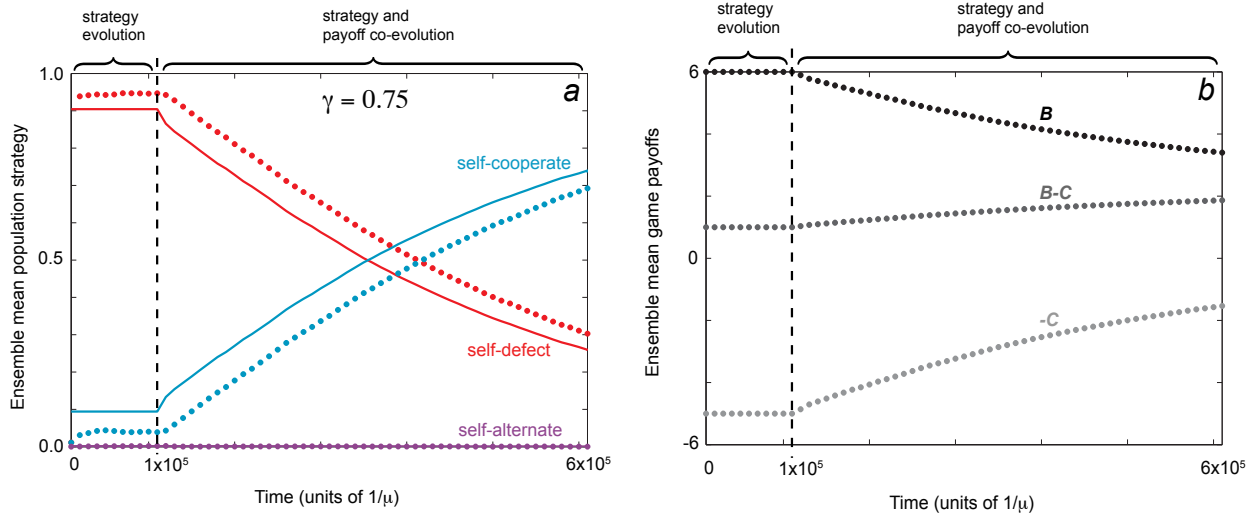 strategy
evolution
strategy and
payoff co-evolution
a
γ = 0.75
1.0
0.5
0.0
Ensemble mean population strategy
self-cooperate
self-defect
self-alternate
0
1x10⁵
6x10⁵
Time (units of 1/μ)
strategy
evolution
strategy and
payoff co-evolution
b
6
0
-6
Ensemble mean game payoffs
B
B-C
-C
0
1x10⁵
6x10⁵
Time (units of 1/μ)